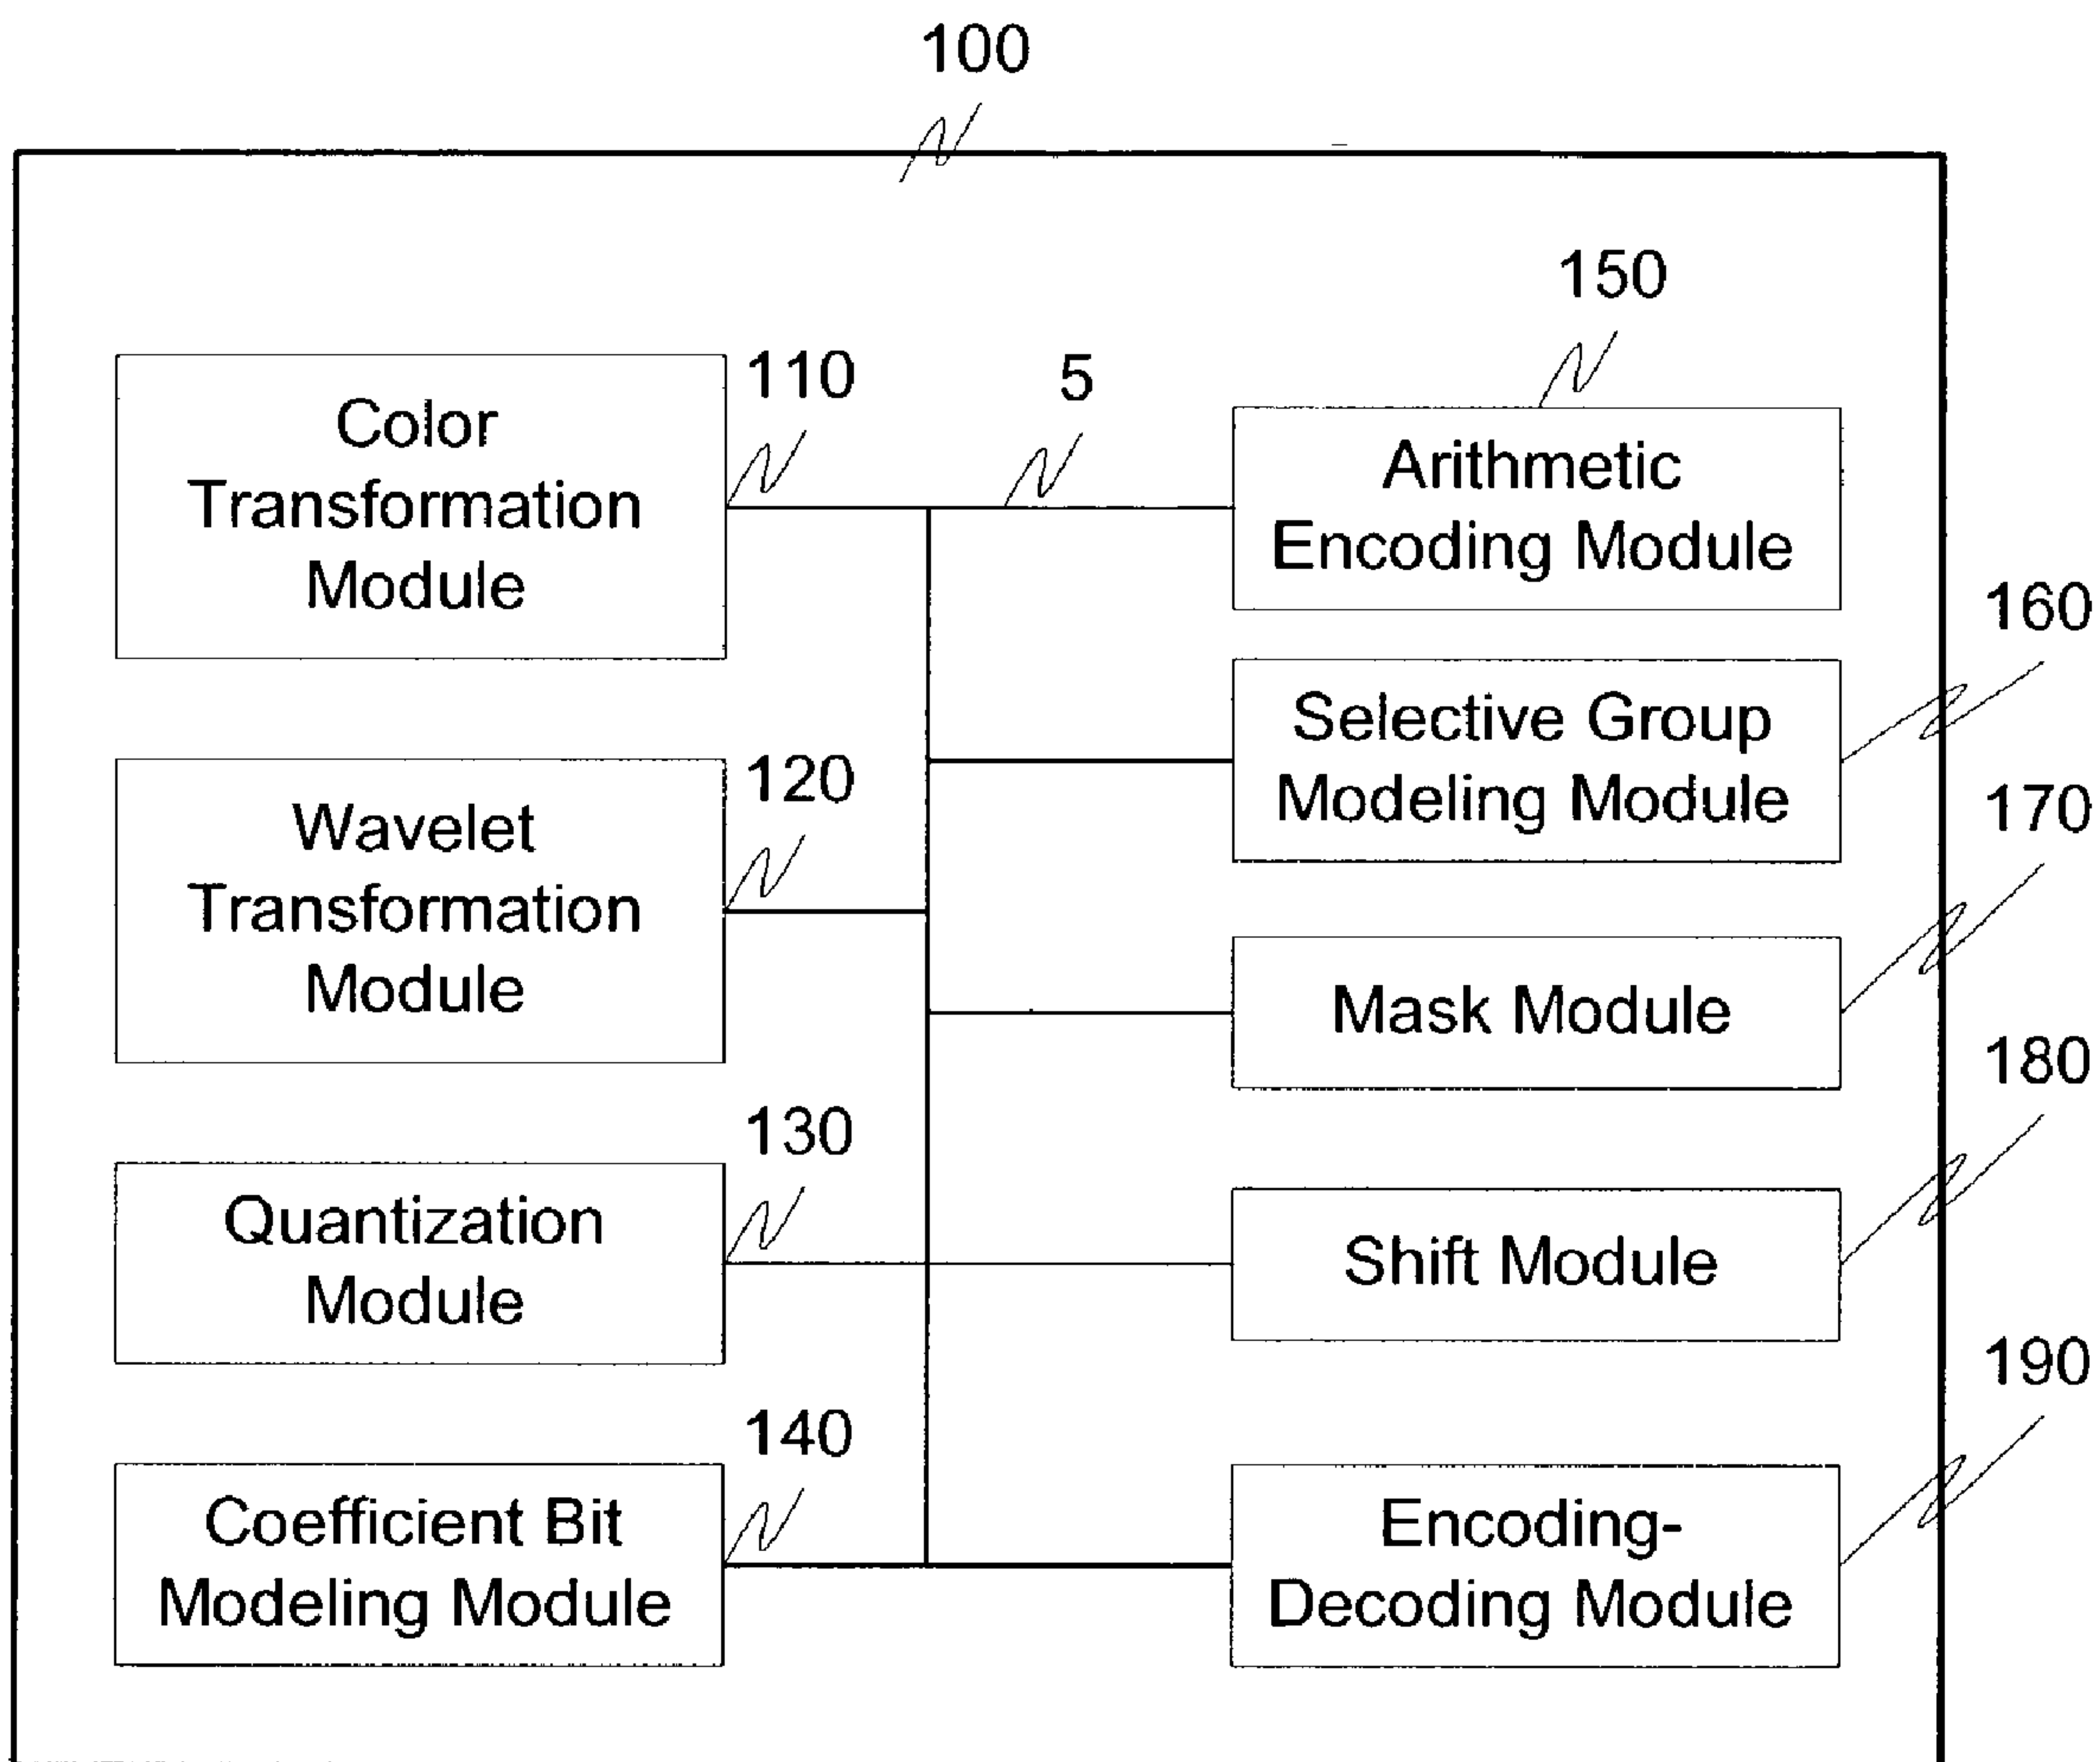 100
150
110
5
Color
Transformation
Module
Arithmetic
Encoding Module
160
Selective Group
Modeling Module
120
170
Wavelet
Transformation
Module
Mask Module
180
130
Quantization
Module
Shift Module
190
140
Coefficient Bit
Modeling Module
Encoding-
Decoding Module